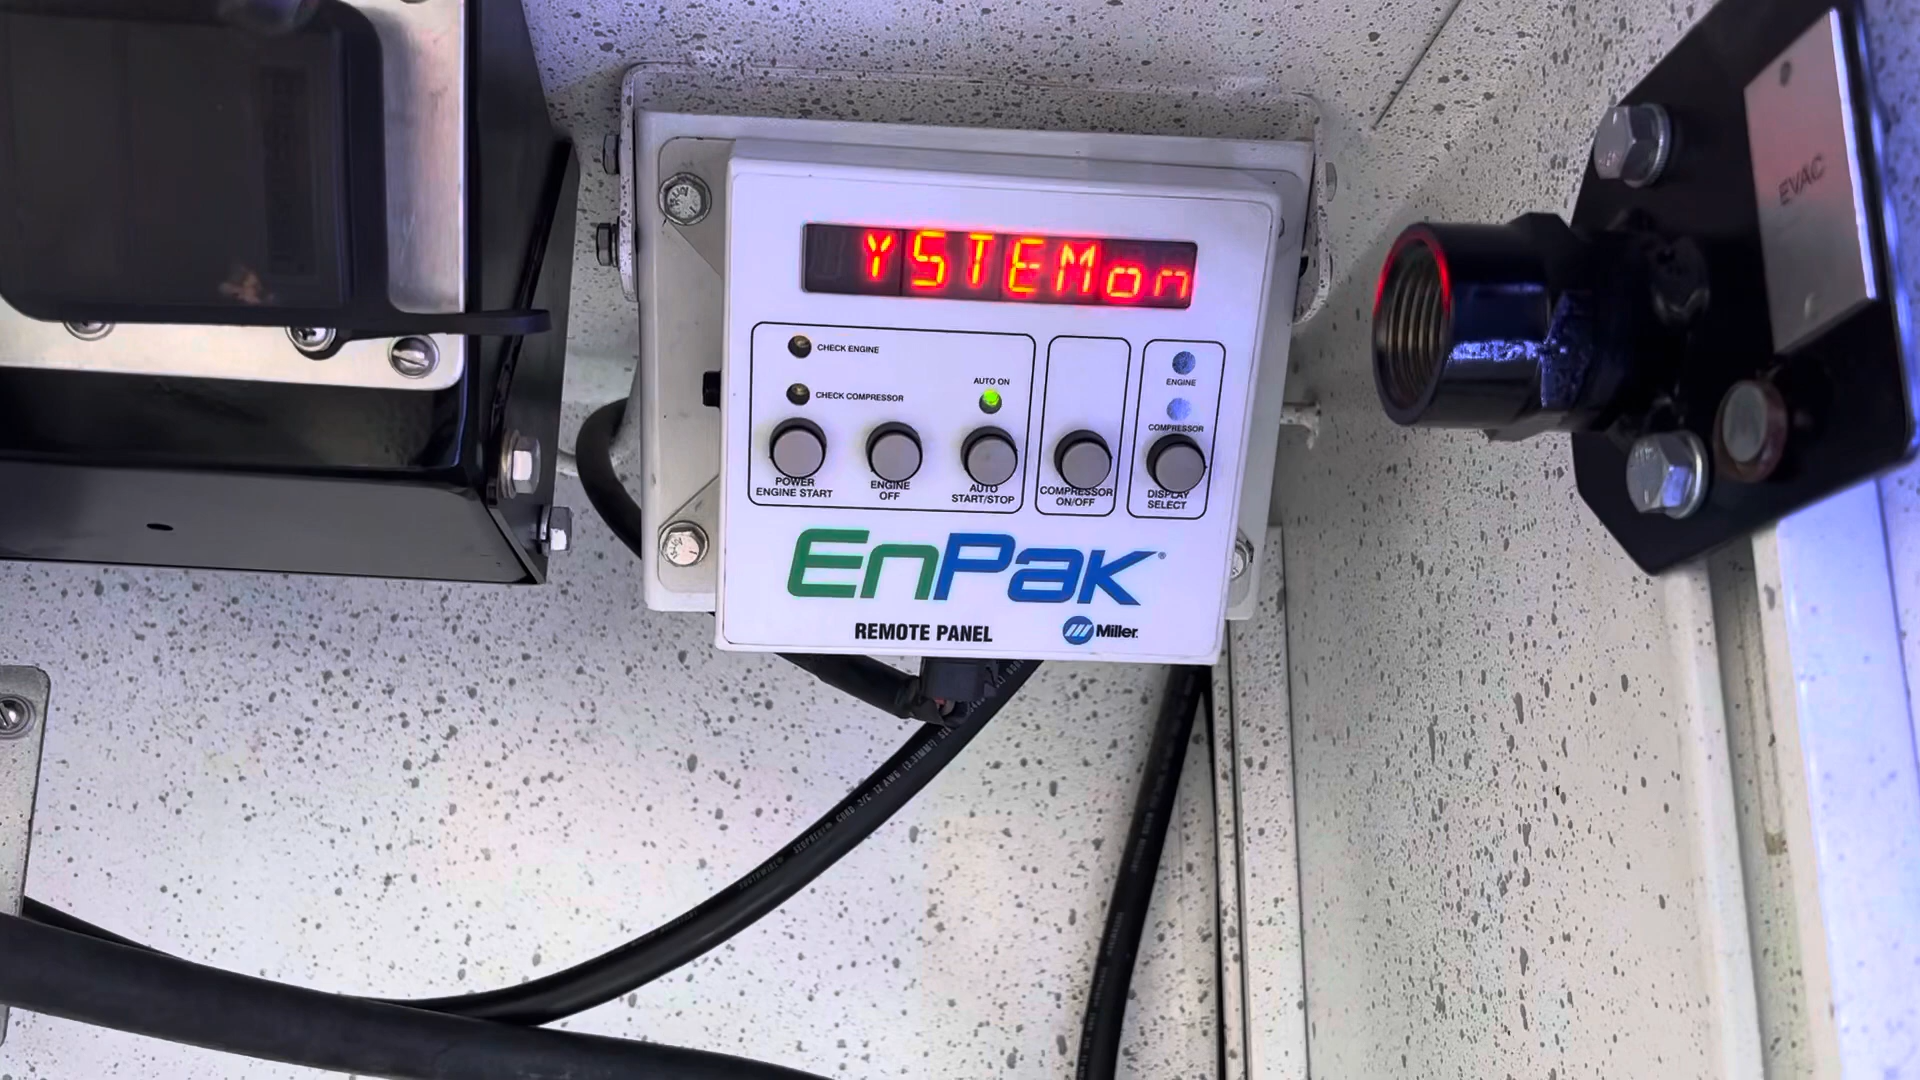 YSTEMon
EVAC
CHECK ENGINE
CHECK COMPRESSOR
AUTO ON
ENGINE
COMPRESSOR
POWER
ENGINE START
ENGINE
OFF
AUTO
START/STOP
COMPRESSOR
ON/OFF
DISPLAY
SELECT
EnPak®
REMOTE PANEL
Miller